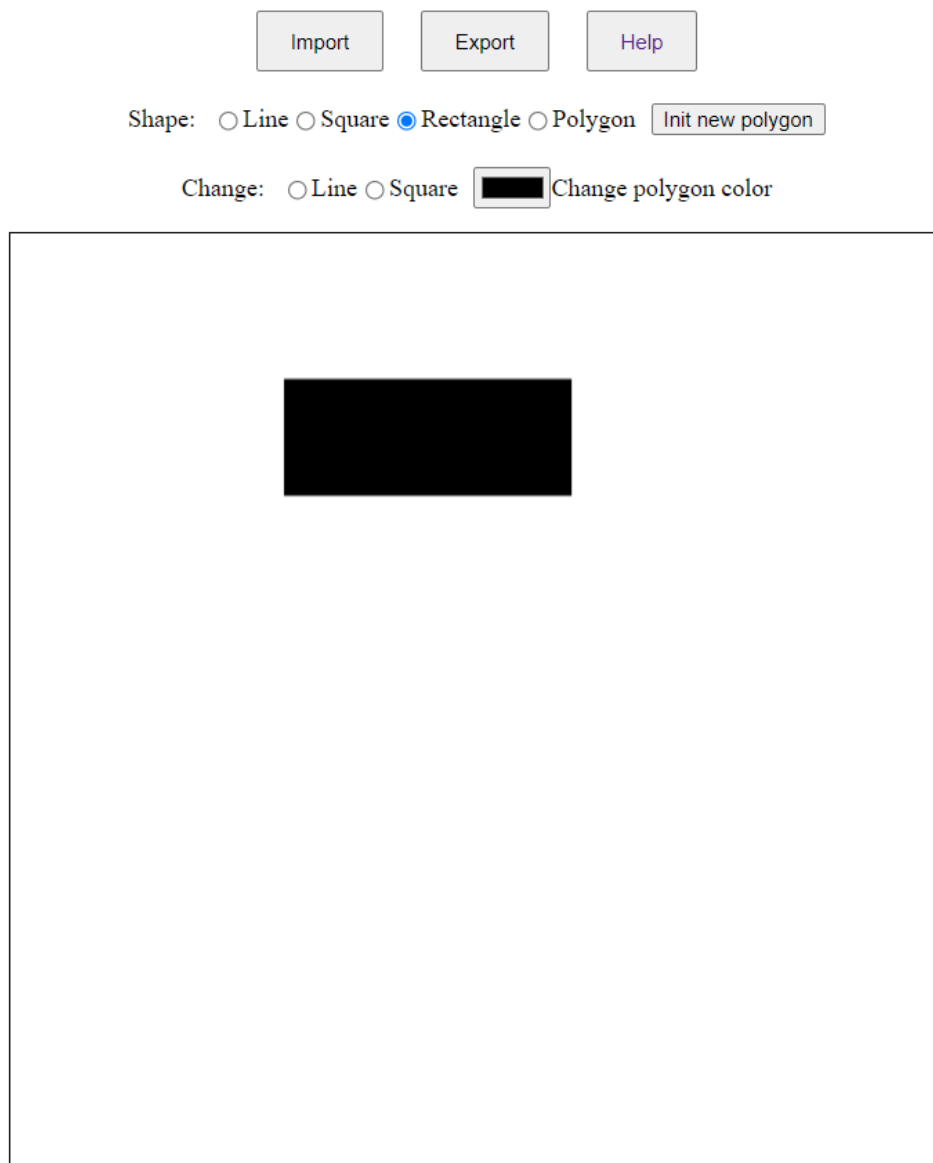 Import Export Help
Shape: Line Square Rectangle Polygon Init new polygon
Change: Line Square Change polygon color